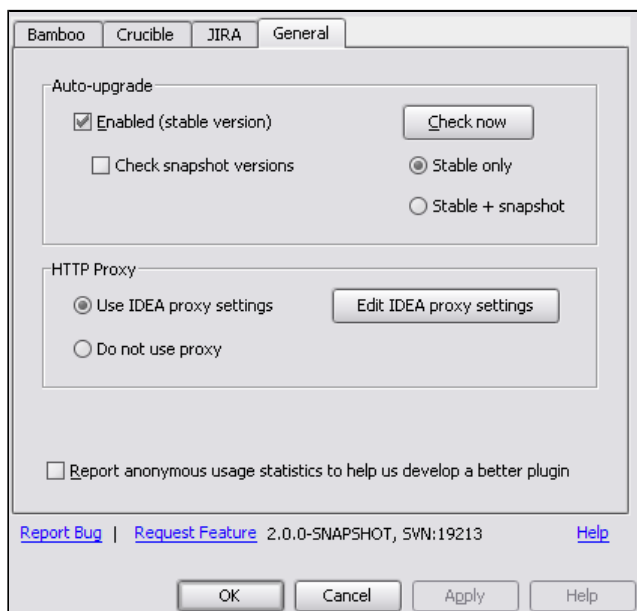 Bamboo Crucible JIRA General
Auto-upgrade
Enabled (stable version) Check now
Check snapshot versions Stable only
Stable + snapshot
HTTP Proxy
Use IDEA proxy settings Edit IDEA proxy settings
Do not use proxy
Report anonymous usage statistics to help us develop a better plugin
Report Bug | Request Feature 2.0.0-SNAPSHOT, SVN:19213 Help
OK Cancel Apply Help